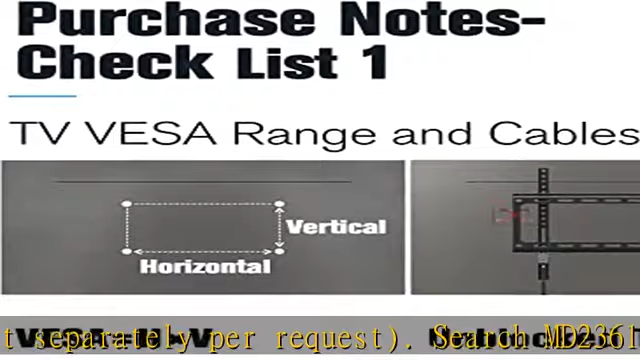 Purchase Notes-
Check List 1
TV VESA Range and Cables
Vertical
Horizontal
t separately per request). Search MD2361